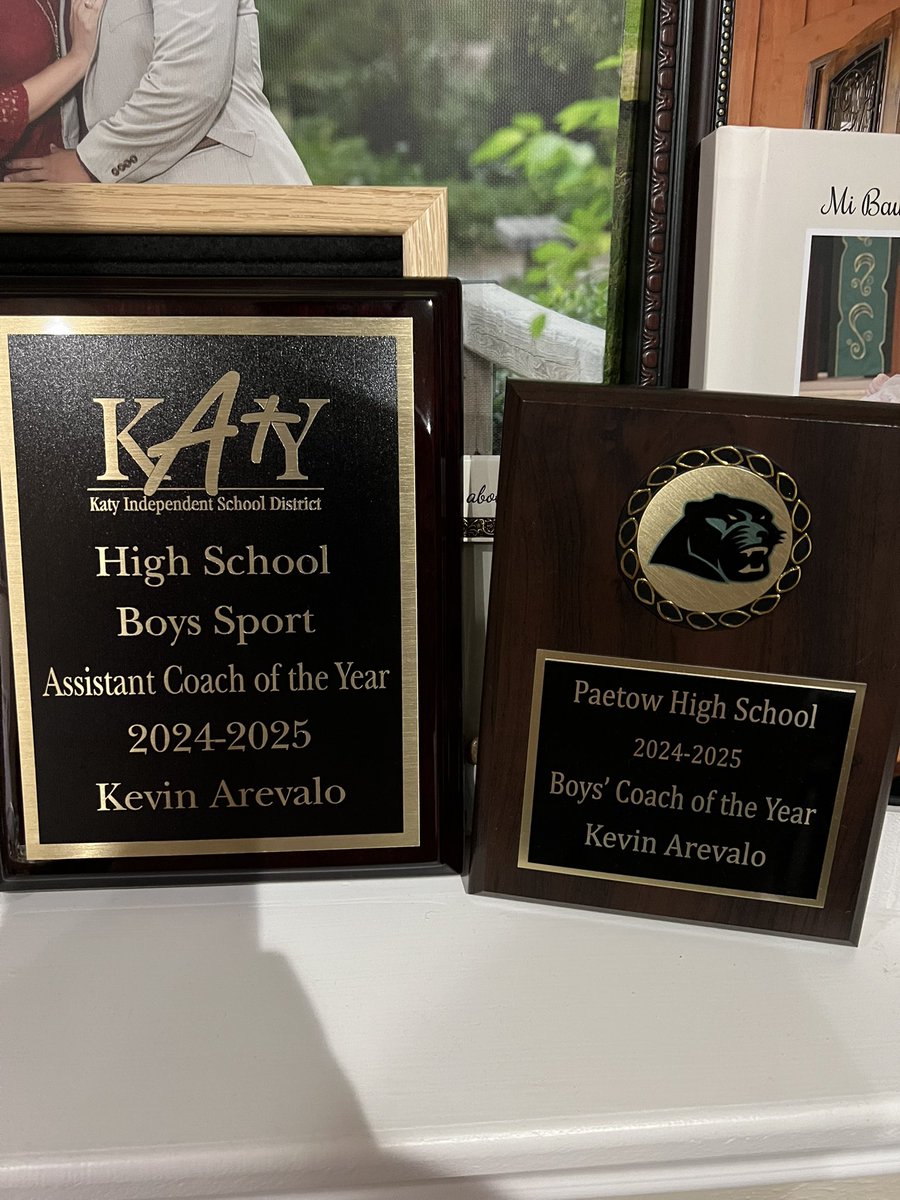 Mi Bau
KATY
Katy Independent School District
High School
Boys Sport
Assistant Coach of the Year
2024-2025
Kevin Arevalo
abo
Paetow High School
2024-2025
Boys' Coach of the Year
Kevin Arevalo